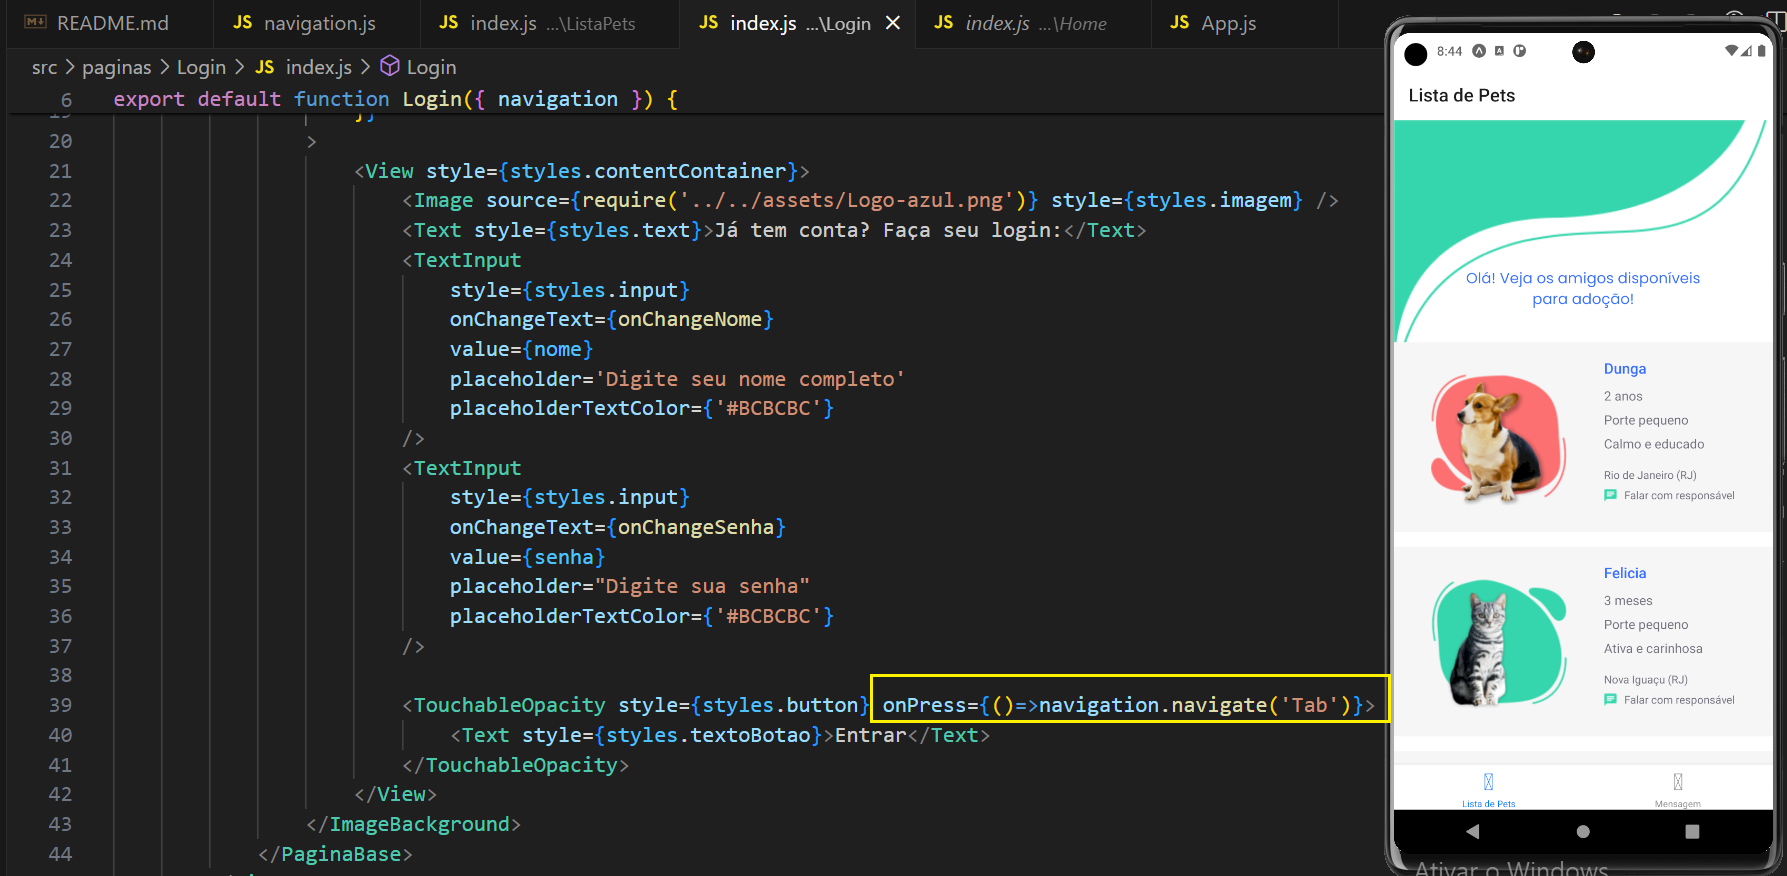 README.md
JS navigation.js
JS index.js ...\ListaPets
JS index.js ...\Login
JS index.js ...\Home
JS App.js
src > paginas > Login > JS index.js > Login
6 export default function Login({ navigation }) {
20 >
21 <View style={styles.contentContainer}>
22 <Image source={require('../../assets/Logo-azul.png')} style={styles.imagem} />
23 <Text style={styles.text}>Já tem conta? Faça seu login:</Text>
24 <TextInput
25 style={styles.input}
26 onChangeText={onChangeNome}
27 value={nome}
28 placeholder='Digite seu nome completo'
29 placeholderTextColor={'#BCBCBC'}
30 />
31 <TextInput
32 style={styles.input}
33 onChangeText={onChangeSenha}
34 value={senha}
35 placeholder="Digite sua senha"
36 placeholderTextColor={'#BCBCBC'}
37 />
38
39 <TouchableOpacity style={styles.button} onPress={()=>navigation.navigate('Tab')}>
40 <Text style={styles.textoBotao}>Entrar</Text>
41 </TouchableOpacity>
42 </View>
43 </ImageBackground>
44 </PaginaBase>
8:44
Lista de Pets
Olá! Veja os amigos disponíveis
para adoção!
Dunga
2 anos
Porte pequeno
Calmo e educado
Rio de Janeiro (RJ)
Falar com responsável
Felicia
3 meses
Porte pequeno
Ativa e carinhosa
Nova Iguaçu (RJ)
Falar com responsável
Lista de Pets
Mensagem
Ativar o Windows